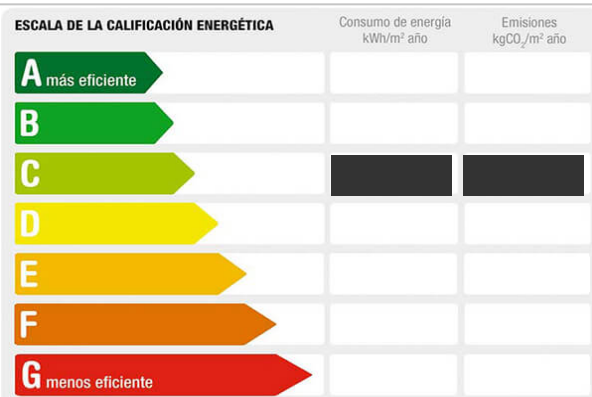 ESCALA DE LA CALIFICACIÓN ENERGÉTICA
Consumo de energía
kWh/m² año
Emisiones
kgCO₂/m² año
A más eficiente
B
C
D
E
F
G menos eficiente